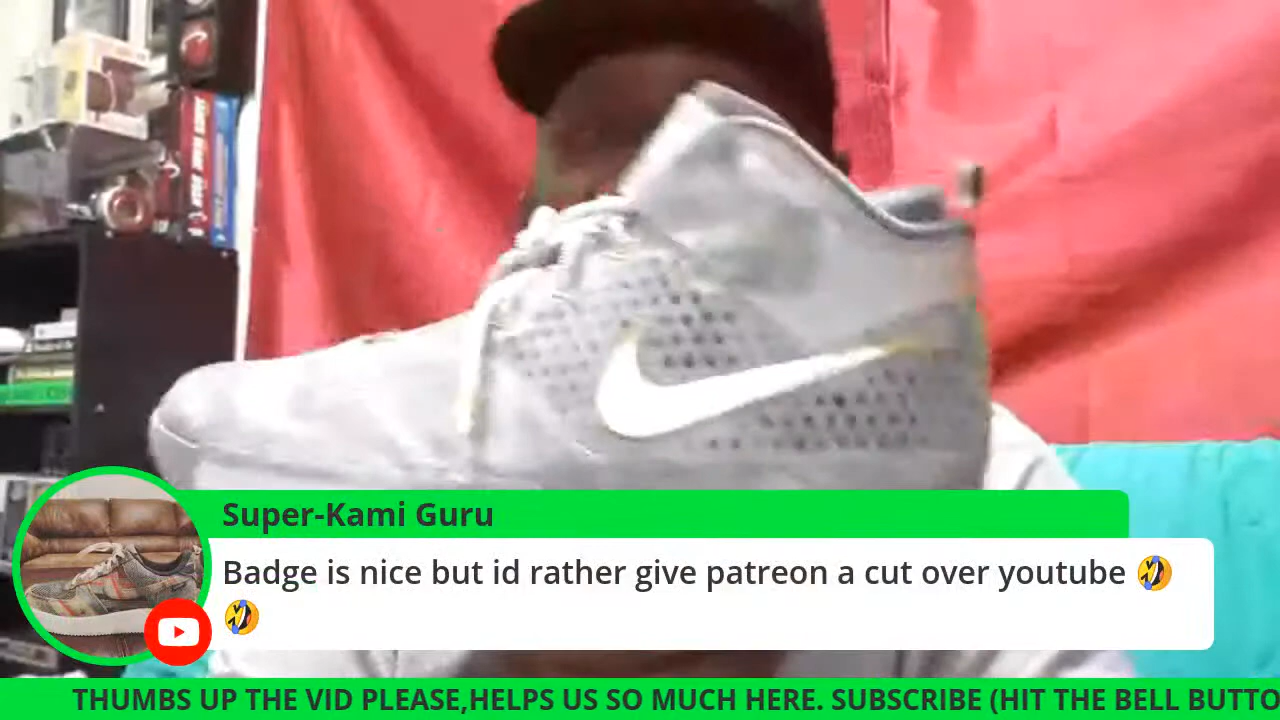 Super-Kami Guru
Badge is nice but id rather give patreon a cut over youtube 🤣
🤣
THUMBS UP THE VID PLEASE,HELPS US SO MUCH HERE. SUBSCRIBE (HIT THE BELL BUTTO